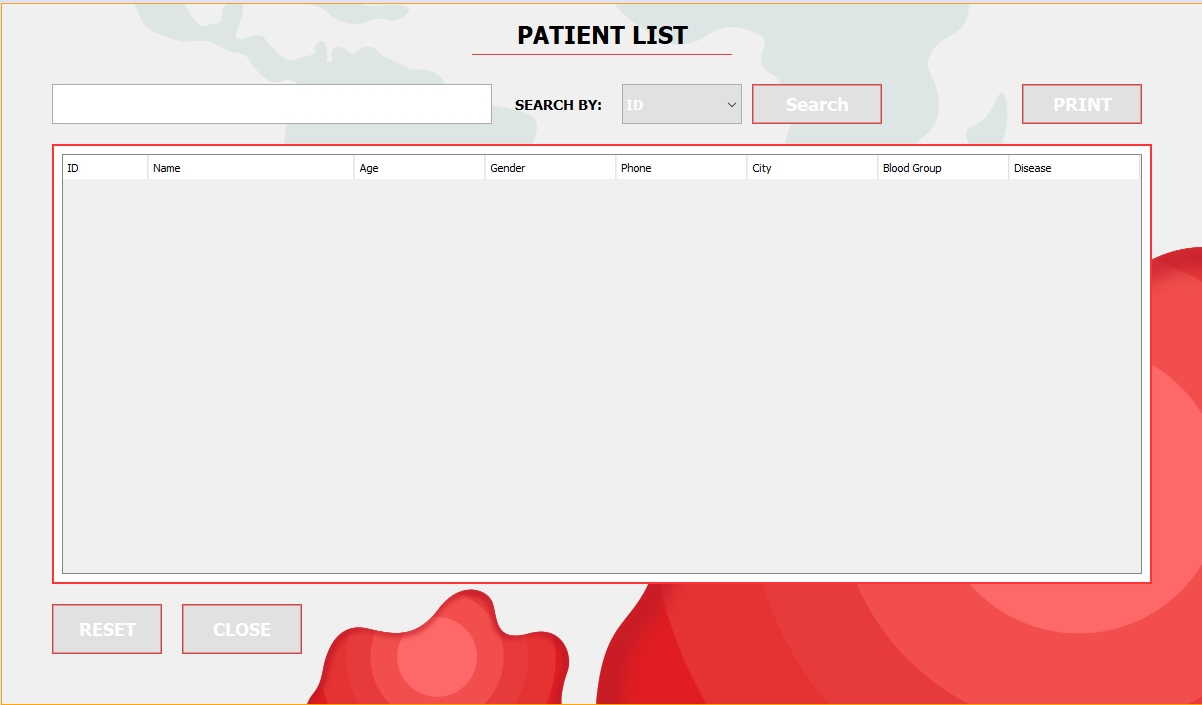 PATIENT LIST
SEARCH BY: ID Search PRINT
ID Name Age Gender Phone City Blood Group Disease
RESET CLOSE